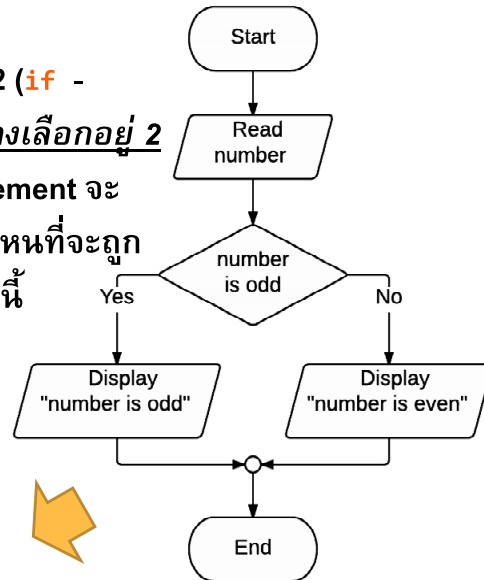 2 (if -
งเลือกอยู่ 2
ement จะ
หนที่จะถูก
นี้
Start
Read
number
number
is odd
Yes
No
Display
"number is odd"
Display
"number is even"
End